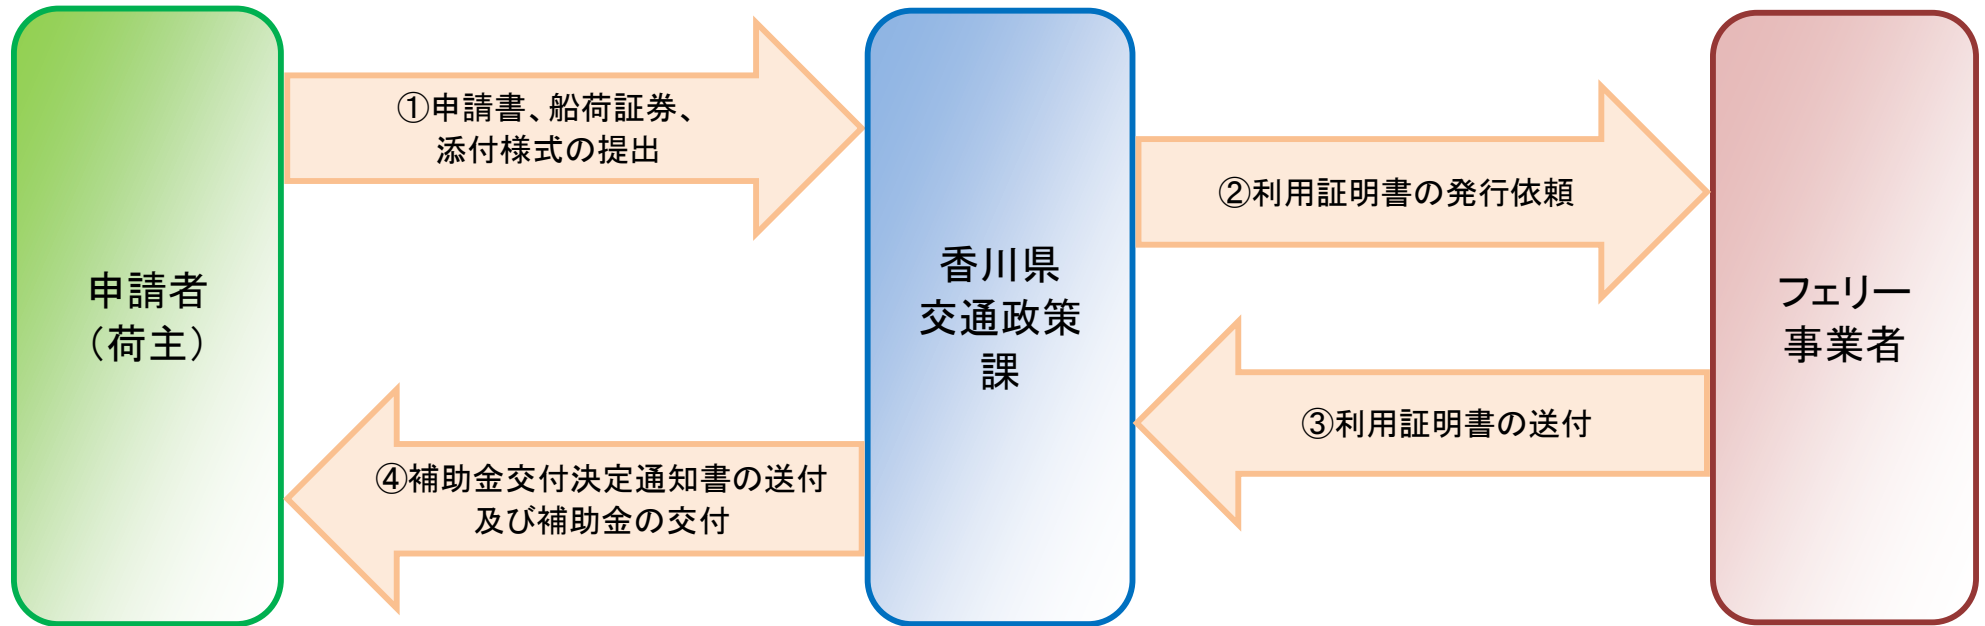 申請者
（荷主）
①申請書、船荷証券、
添付様式の提出
香川県
交通政策
課
②利用証明書の発行依頼
フェリー
事業者
③利用証明書の送付
④補助金交付決定通知書の送付
及び補助金の交付